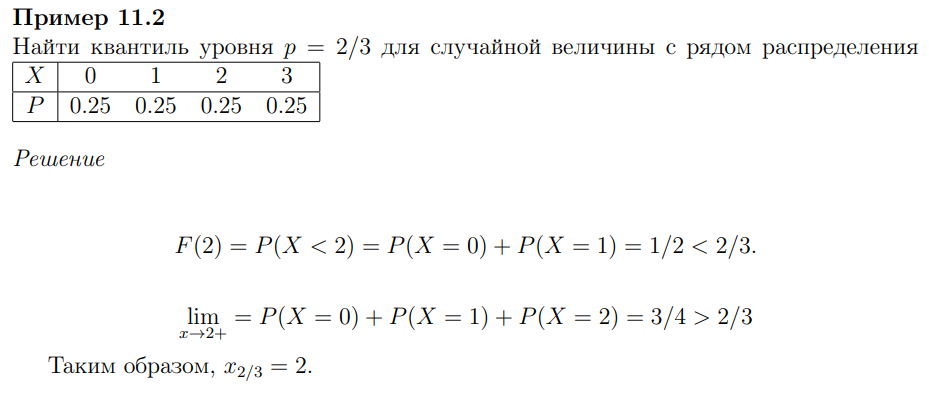 Пример 11.2
Найти квантиль уровня p = 2/3 для случайной величины с рядом распределения
X 0 1 2 3
P 0.25 0.25 0.25 0.25
Решение
F(2) = P(X < 2) = P(X = 0) + P(X = 1) = 1/2 < 2/3.
lim x→2+ = P(X = 0) + P(X = 1) + P(X = 2) = 3/4 > 2/3
Таким образом, x_{2/3} = 2.